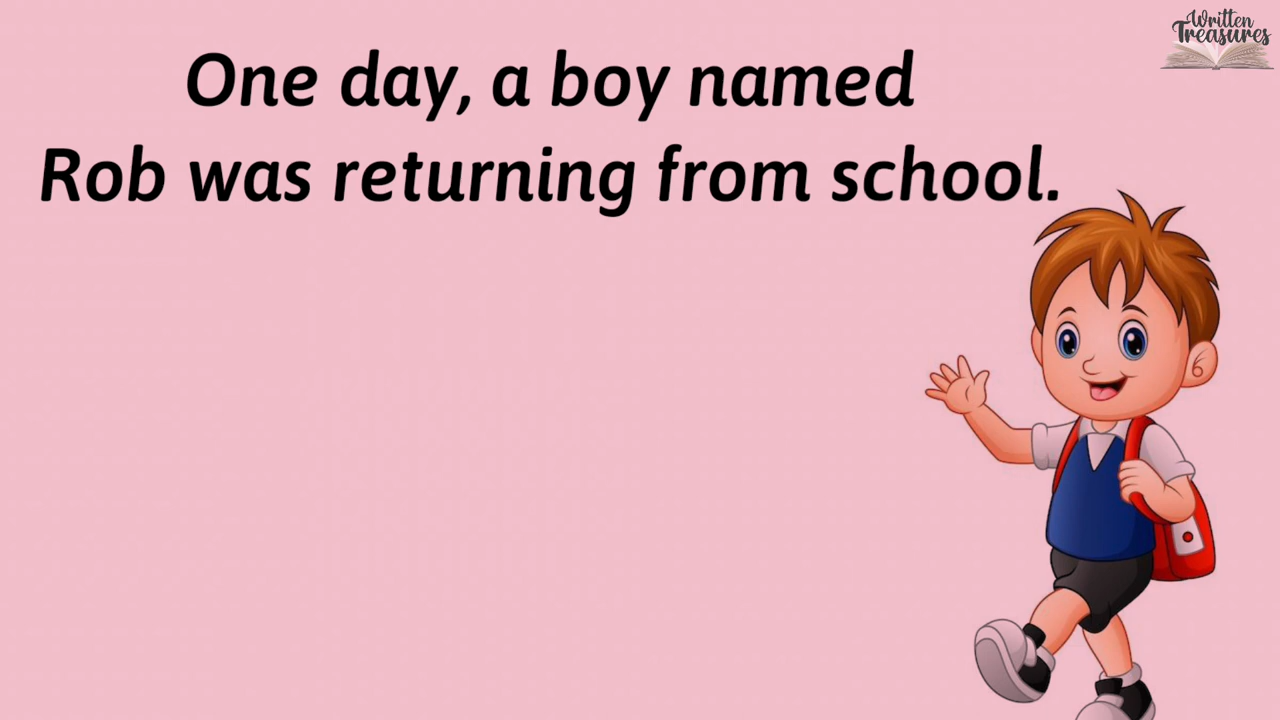 Written
Treasures
One day, a boy named
Rob was returning from school.